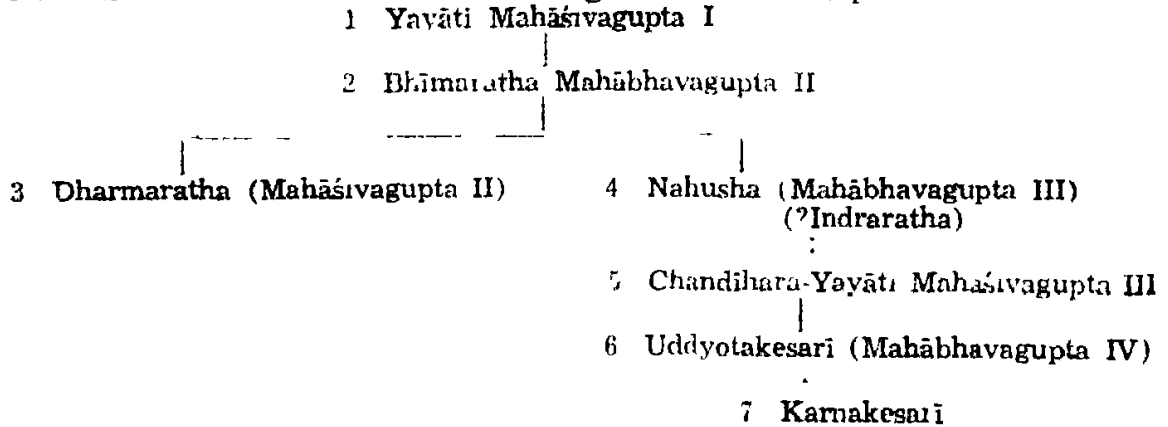 1 Yayāti Mahāśivagupta I
2 Bhīmaratha Mahābhavagupta II
3 Dharmaratha (Mahāśivagupta II) 4 Nahusha (Mahābhavagupta III)
(?Indraratha)
5 Chandihara-Yayāti Mahaśivagupta III
6 Uddyotakesarī (Mahābhavagupta IV)
7 Karnakesarī